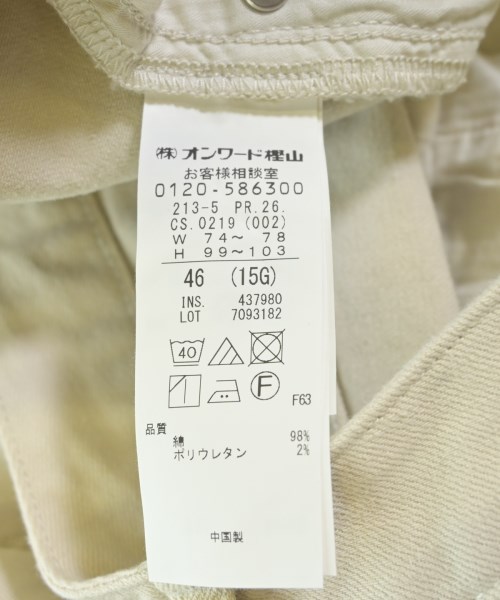 ㈱オンワード樫山
お客様相談室
0120-586300
213-5 PR.26.
CS.0219 (002)
W 74〜 78
H 99〜103
46 (15G)
INS. 437980
LOT 7093182
40
F
F63
品質
綿 98%
ポリウレタン 2%
中国製